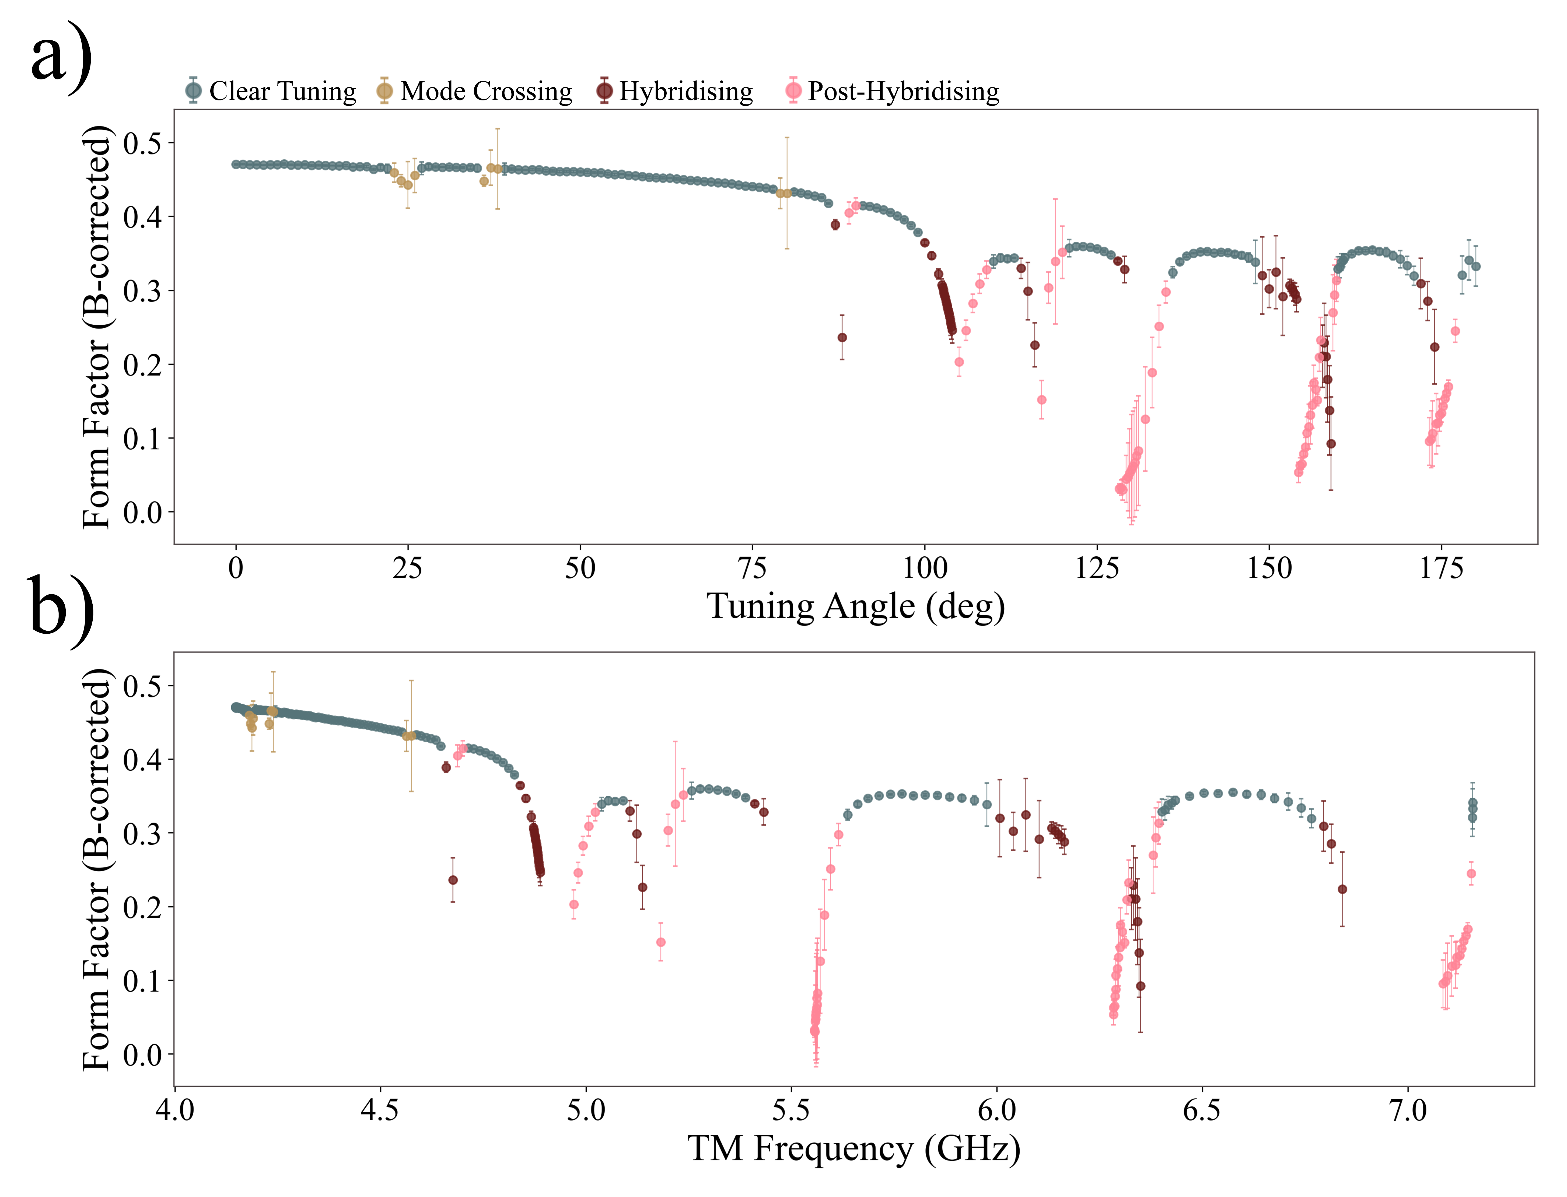 a)
Clear Tuning Mode Crossing Hybridising Post-Hybridising
Form Factor (B-corrected)
0.5
0.4
0.3
0.2
0.1
0.0
0 25 50 75 100 125 150 175
Tuning Angle (deg)
b)
Form Factor (B-corrected)
0.5
0.4
0.3
0.2
0.1
0.0
4.0 4.5 5.0 5.5 6.0 6.5 7.0
TM Frequency (GHz)